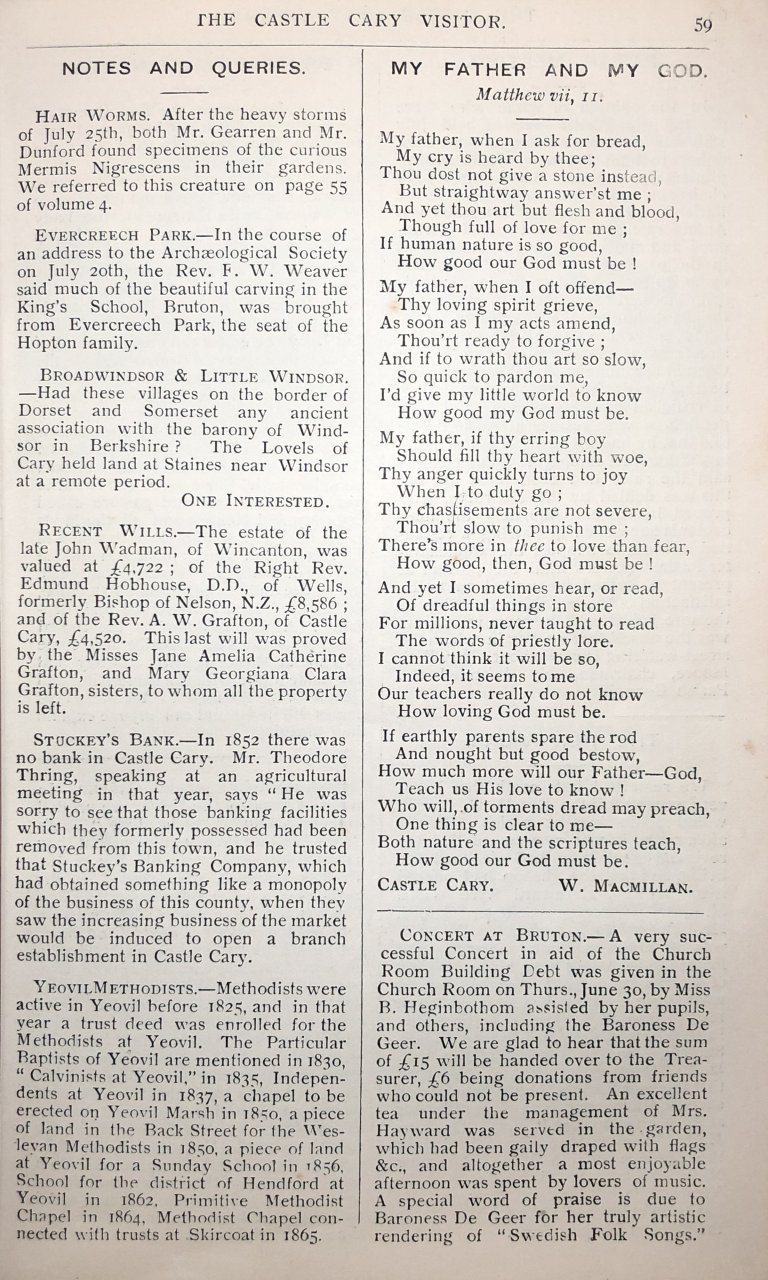 THE CASTLE CARY VISITOR.
59
NOTES AND QUERIES.
HAIR WORMS. After the heavy storms
of July 25th, both Mr. Gearren and Mr.
Dunford found specimens of the curious
Mermis Nigrescens in their gardens.
We referred to this creature on page 55
of volume 4.
EVERCREECH PARK.—In the course of
an address to the Archæological Society
on July 20th, the Rev. F. W. Weaver
said much of the beautiful carving in the
King's School, Bruton, was brought
from Evercreech Park, the seat of the
Hopton family.
BROADWINDSOR & LITTLE WINDSOR.
—Had these villages on the border of
Dorset and Somerset any ancient
association with the barony of Wind-
sor in Berkshire? The Lovels of
Cary held land at Staines near Windsor
at a remote period.
ONE INTERESTED.
RECENT WILLS.—The estate of the
late John Wadman, of Wincanton, was
valued at £4,722; of the Right Rev.
Edmund Hobhouse, D.D., of Wells,
formerly Bishop of Nelson, N.Z., £8,586;
and of the Rev. A. W. Grafton, of Castle
Cary, £4,520. This last will was proved
by the Misses Jane Amelia Catherine
Grafton, and Mary Georgiana Clara
Grafton, sisters, to whom all the property
is left.
STUCKEY'S BANK.—In 1852 there was
no bank in Castle Cary. Mr. Theodore
Thring, speaking at an agricultural
meeting in that year, says "He was
sorry to see that those banking facilities
which they formerly possessed had been
removed from this town, and he trusted
that Stuckey's Banking Company, which
had obtained something like a monopoly
of the business of this county, when they
saw the increasing business of the market
would be induced to open a branch
establishment in Castle Cary.
YEOVIL METHODISTS.—Methodists were
active in Yeovil before 1825, and in that
year a trust deed was enrolled for the
Methodists at Yeovil. The Particular
Baptists of Yeovil are mentioned in 1830,
"Calvinists at Yeovil," in 1835, Indepen-
dents at Yeovil in 1837, a chapel to be
erected on Yeovil Marsh in 1850, a piece
of land in the Back Street for the Wes-
leyan Methodists in 1850, a piece of land
at Yeovil for a Sunday School in 1856,
School for the district of Hendford at
Yeovil in 1862, Primitive Methodist
Chapel in 1864, Methodist Chapel con-
nected with trusts at Skircoat in 1865.
MY FATHER AND MY GOD.
Matthew vii, 11.
My father, when I ask for bread,
My cry is heard by thee;
Thou dost not give a stone instead,
But straightway answer'st me;
And yet thou art but flesh and blood,
Though full of love for me;
If human nature is so good,
How good our God must be!
My father, when I oft offend—
Thy loving spirit grieve,
As soon as I my acts amend,
Thou'rt ready to forgive;
And if to wrath thou art so slow,
So quick to pardon me,
I'd give my little world to know
How good my God must be.
My father, if thy erring boy
Should fill thy heart with woe,
Thy anger quickly turns to joy
When I to duty go;
Thy chastisements are not severe,
Thou'rt slow to punish me;
There's more in thee to love than fear,
How good, then, God must be!
And yet I sometimes hear, or read,
Of dreadful things in store
For millions, never taught to read
The words of priestly lore.
I cannot think it will be so,
Indeed, it seems to me
Our teachers really do not know
How loving God must be.
If earthly parents spare the rod
And nought but good bestow,
How much more will our Father—God,
Teach us His love to know!
Who will, of torments dread may preach,
One thing is clear to me—
Both nature and the scriptures teach,
How good our God must be.
CASTLE CARY. W. MACMILLAN.
CONCERT AT BRUTON.—A very suc-
cessful Concert in aid of the Church
Room Building Debt was given in the
Church Room on Thurs., June 30, by Miss
B. Heginbothom assisted by her pupils,
and others, including the Baroness De
Geer. We are glad to hear that the sum
of £15 will be handed over to the Trea-
surer, £6 being donations from friends
who could not be present. An excellent
tea under the management of Mrs.
Hayward was served in the garden,
which had been gaily draped with flags
&c., and altogether a most enjoyable
afternoon was spent by lovers of music.
A special word of praise is due to
Baroness De Geer for her truly artistic
rendering of "Swedish Folk Songs."